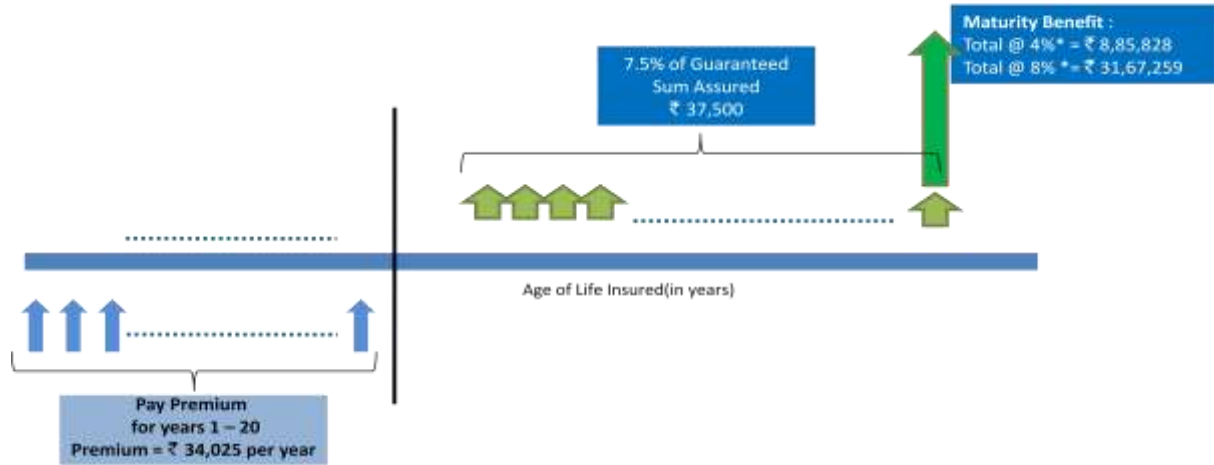 Maturity Benefit :
Total @ 4%* = ₹ 8,85,828
Total @ 8% *= ₹ 31,67,259
7.5% of Guaranteed
Sum Assured
₹ 37,500
Age of Life Insured(in years)
Pay Premium
for years 1 – 20
Premium = ₹ 34,025 per year